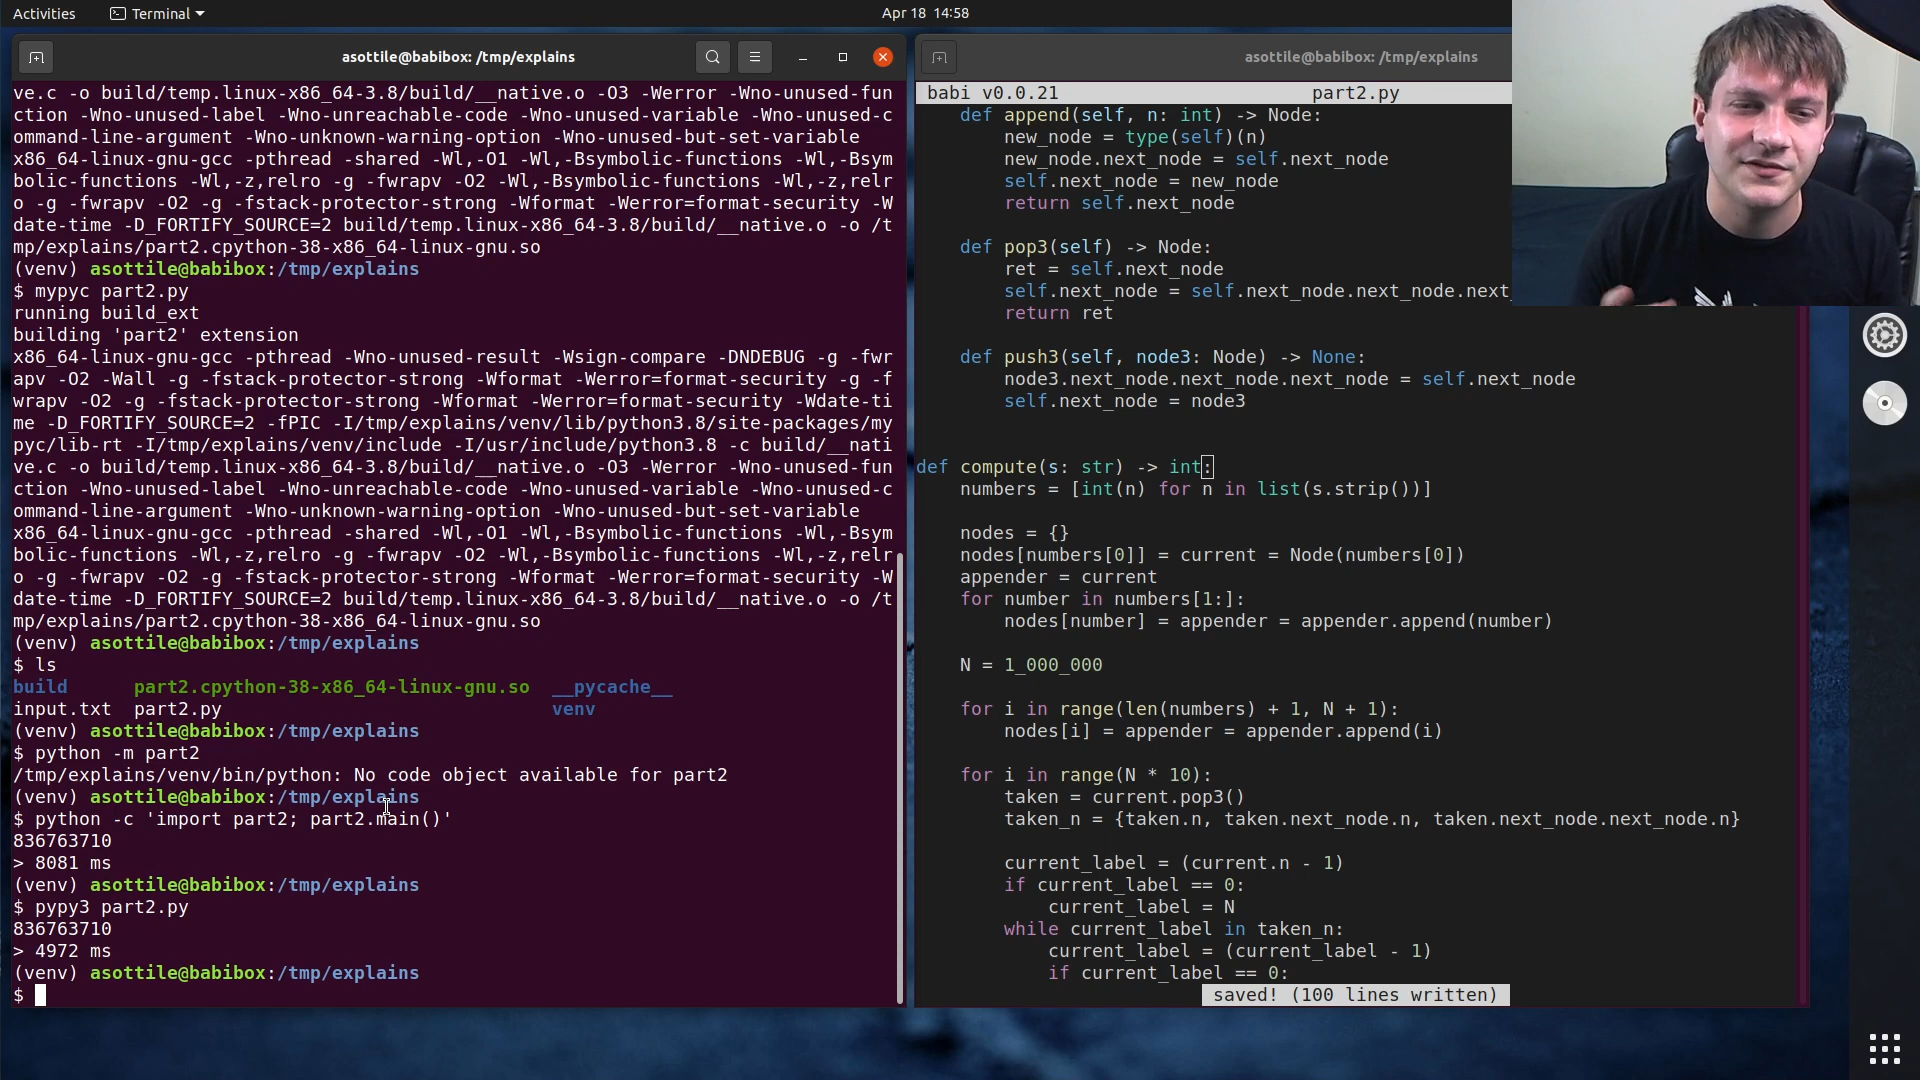 Activities
Terminal
Apr 18 14:58
asottile@babibox: /tmp/explains
ve.c -o build/temp.linux-x86_64-3.8/build/__native.o -O3 -Werror -Wno-unused-fun
ction -Wno-unused-label -Wno-unreachable-code -Wno-unused-variable -Wno-unused-c
ommand-line-argument -Wno-unknown-warning-option -Wno-unused-but-set-variable
x86_64-linux-gnu-gcc -pthread -shared -Wl,-O1 -Wl,-Bsymbolic-functions -Wl,-Bsym
bolic-functions -Wl,-z,relro -g -fwrapv -O2 -Wl,-Bsymbolic-functions -Wl,-z,relr
o -g -fwrapv -O2 -g -fstack-protector-strong -Wformat -Werror=format-security -W
date-time -D_FORTIFY_SOURCE=2 build/temp.linux-x86_64-3.8/build/__native.o -o /t
mp/explains/part2.cpython-38-x86_64-linux-gnu.so
(venv) asottile@babibox:/tmp/explains
$ mypyc part2.py
running build_ext
building 'part2' extension
x86_64-linux-gnu-gcc -pthread -Wno-unused-result -Wsign-compare -DNDEBUG -g -fwr
apv -O2 -Wall -g -fstack-protector-strong -Wformat -Werror=format-security -g -f
wrapv -O2 -g -fstack-protector-strong -Wformat -Werror=format-security -Wdate-ti
me -D_FORTIFY_SOURCE=2 -fPIC -I/tmp/explains/venv/lib/python3.8/site-packages/my
pyc/lib-rt -I/tmp/explains/venv/include -I/usr/include/python3.8 -c build/__nati
ve.c -o build/temp.linux-x86_64-3.8/build/__native.o -O3 -Werror -Wno-unused-fun
ction -Wno-unused-label -Wno-unreachable-code -Wno-unused-variable -Wno-unused-c
ommand-line-argument -Wno-unknown-warning-option -Wno-unused-but-set-variable
x86_64-linux-gnu-gcc -pthread -shared -Wl,-O1 -Wl,-Bsymbolic-functions -Wl,-Bsym
bolic-functions -Wl,-z,relro -g -fwrapv -O2 -Wl,-Bsymbolic-functions -Wl,-z,relr
o -g -fwrapv -O2 -g -fstack-protector-strong -Wformat -Werror=format-security -W
date-time -D_FORTIFY_SOURCE=2 build/temp.linux-x86_64-3.8/build/__native.o -o /t
mp/explains/part2.cpython-38-x86_64-linux-gnu.so
(venv) asottile@babibox:/tmp/explains
$ ls
build      part2.cpython-38-x86_64-linux-gnu.so  __pycache__
input.txt  part2.py                              venv
(venv) asottile@babibox:/tmp/explains
$ python -m part2
/tmp/explains/venv/bin/python: No code object available for part2
(venv) asottile@babibox:/tmp/explains
$ python -c 'import part2; part2.main()'
836763710
> 8081 ms
(venv) asottile@babibox:/tmp/explains
$ pypy3 part2.py
836763710
> 4972 ms
(venv) asottile@babibox:/tmp/explains
$
asottile@babibox: /tmp/explains
babi v0.0.21 part2.py
    def append(self, n: int) -> Node:
        new_node = type(self)(n)
        new_node.next_node = self.next_node
        self.next_node = new_node
        return self.next_node
    def pop3(self) -> Node:
        ret = self.next_node
        self.next_node = self.next_node.next_node.next_
        return ret
    def push3(self, node3: Node) -> None:
        node3.next_node.next_node.next_node = self.next_node
        self.next_node = node3
def compute(s: str) -> int:
    numbers = [int(n) for n in list(s.strip())]
    nodes = {}
    nodes[numbers[0]] = current = Node(numbers[0])
    appender = current
    for number in numbers[1:]:
        nodes[number] = appender = appender.append(number)
    N = 1_000_000
    for i in range(len(numbers) + 1, N + 1):
        nodes[i] = appender = appender.append(i)
    for i in range(N * 10):
        taken = current.pop3()
        taken_n = {taken.n, taken.next_node.n, taken.next_node.next_node.n}
        current_label = (current.n - 1)
        if current_label == 0:
            current_label = N
        while current_label in taken_n:
            current_label = (current_label - 1)
            if current_label == 0:
saved! (100 lines written)